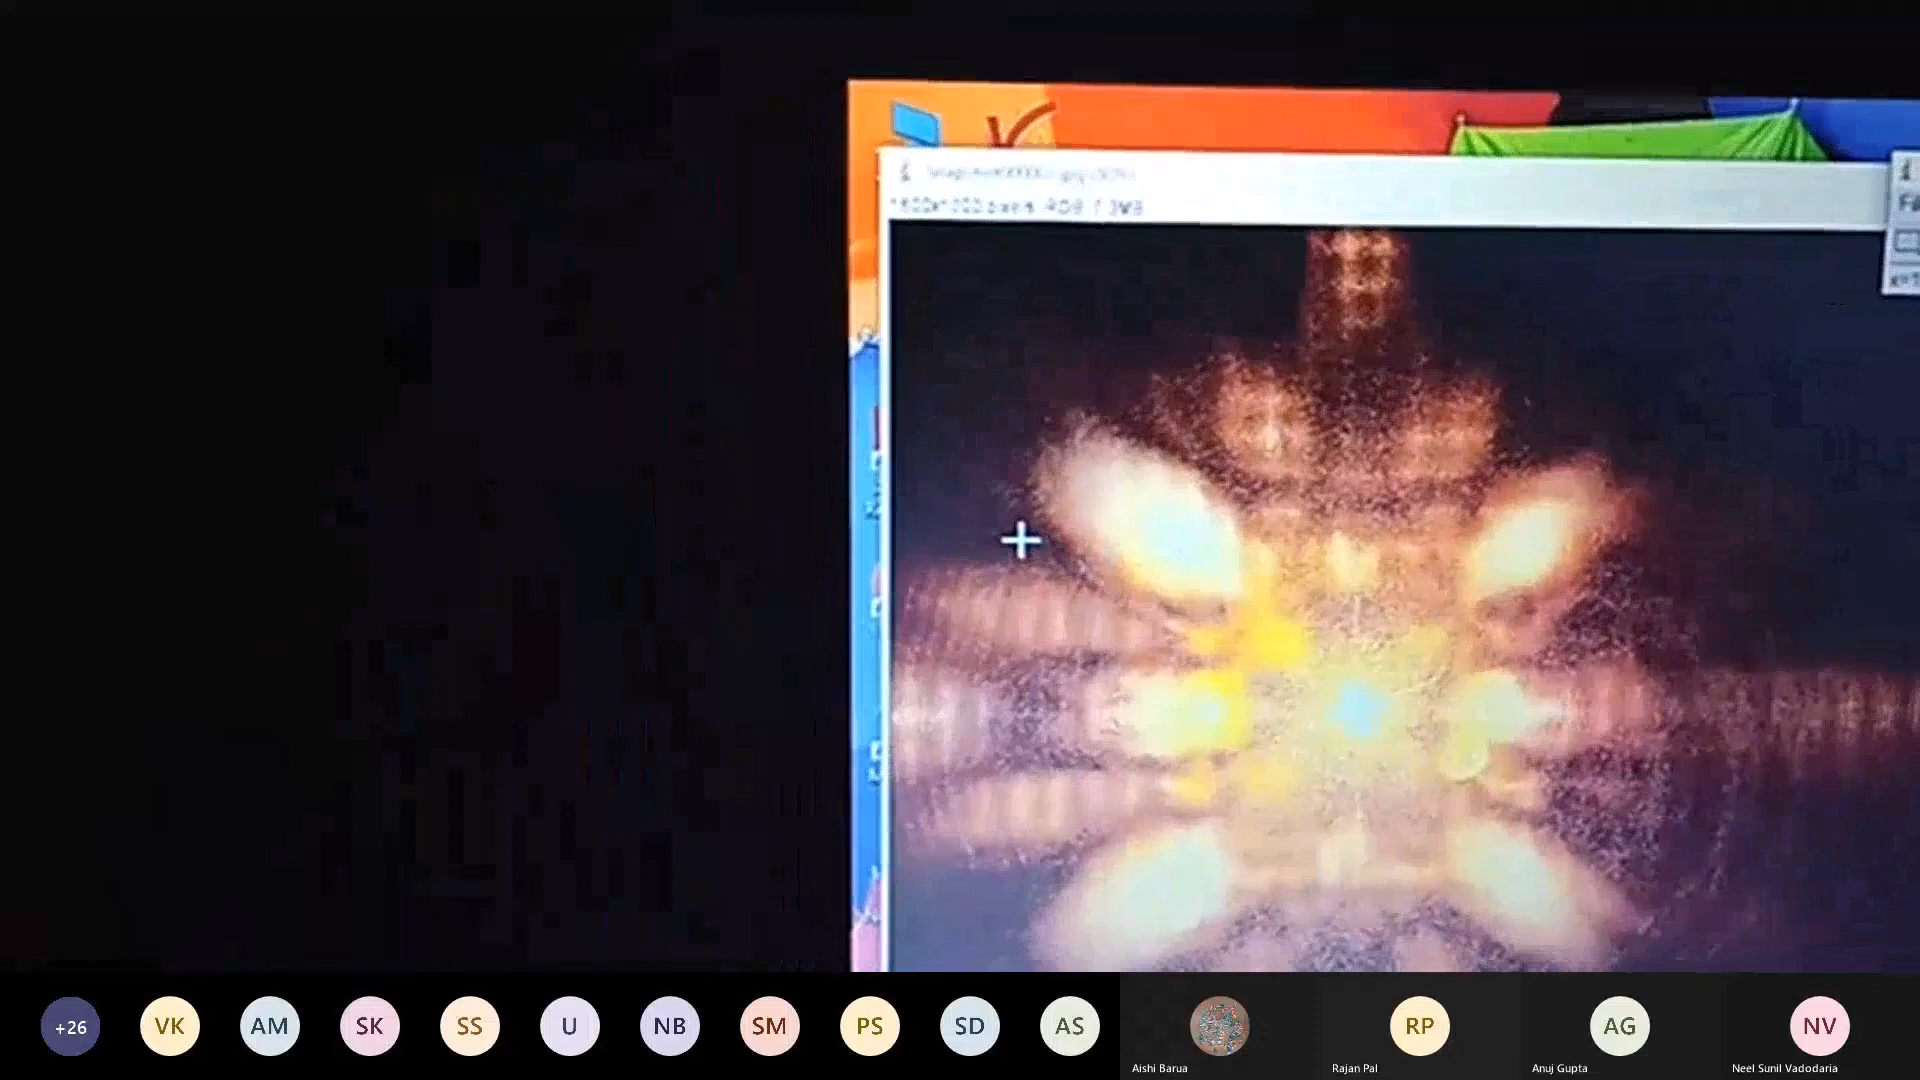 +26
VK
AM
SK
SS
U
NB
SM
PS
SD
AS
RP
AG
NV
Aishi Barua
Rajan Pal
Anuj Gupta
Neel Sunil Vadodaria